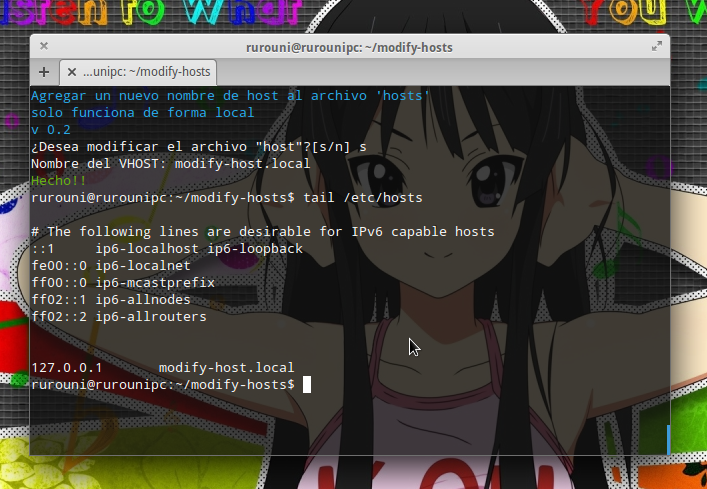 Listen To What
You W
rurouni@rurounipc: ~/modify-hosts
...unipc: ~/modify-hosts
Agregar un nuevo nombre de host al archivo 'hosts'
solo funciona de forma local
v 0.2
¿Desea modificar el archivo "host"?[s/n] s
Nombre del VHOST: modify-host.local
Hecho!!
rurouni@rurounipc:~/modify-hosts$ tail /etc/hosts
# The following lines are desirable for IPv6 capable hosts
::1     ip6-localhost ip6-loopback
fe00::0 ip6-localnet
ff00::0 ip6-mcastprefix
ff02::1 ip6-allnodes
ff02::2 ip6-allrouters
127.0.0.1       modify-host.local
rurouni@rurounipc:~/modify-hosts$